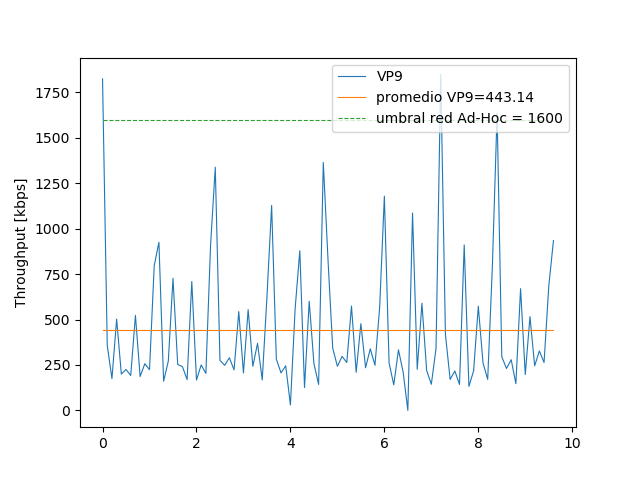 VP9
promedio VP9=443.14
umbral red Ad-Hoc = 1600
Throughput [kbps]
1750
1500
1250
1000
750
500
250
0
0 2 4 6 8 10